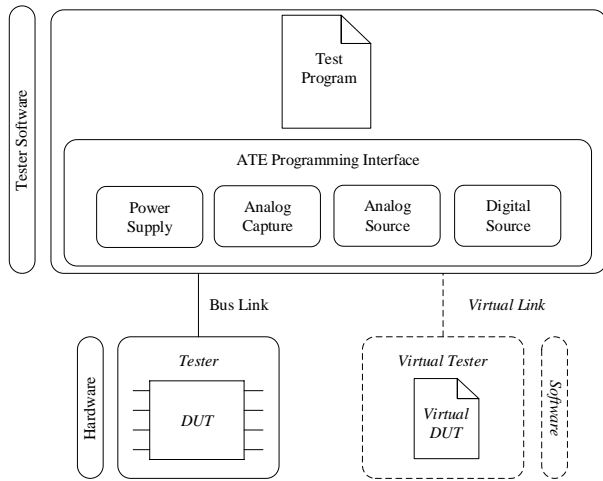 Tester Software
Test
Program
ATE Programming Interface
Power
Supply
Analog
Capture
Analog
Source
Digital
Source
Bus Link
Virtual Link
Hardware
Tester
DUT
Virtual Tester
Virtual
DUT
Software